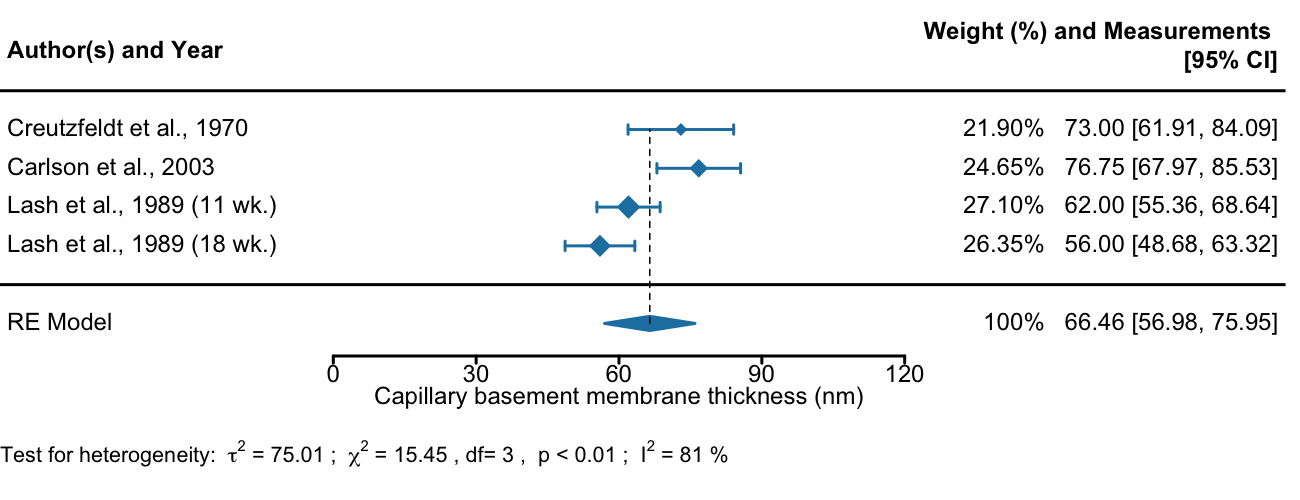 Author(s) and Year
Weight (%) and Measurements
[95% CI]
Creutzfeldt et al., 1970 21.90% 73.00 [61.91, 84.09]
Carlson et al., 2003 24.65% 76.75 [67.97, 85.53]
Lash et al., 1989 (11 wk.) 27.10% 62.00 [55.36, 68.64]
Lash et al., 1989 (18 wk.) 26.35% 56.00 [48.68, 63.32]
RE Model 100% 66.46 [56.98, 75.95]
0 30 60 90 120
Capillary basement membrane thickness (nm)
Test for heterogeneity: τ² = 75.01 ; χ² = 15.45 , df= 3 , p < 0.01 ; I² = 81 %